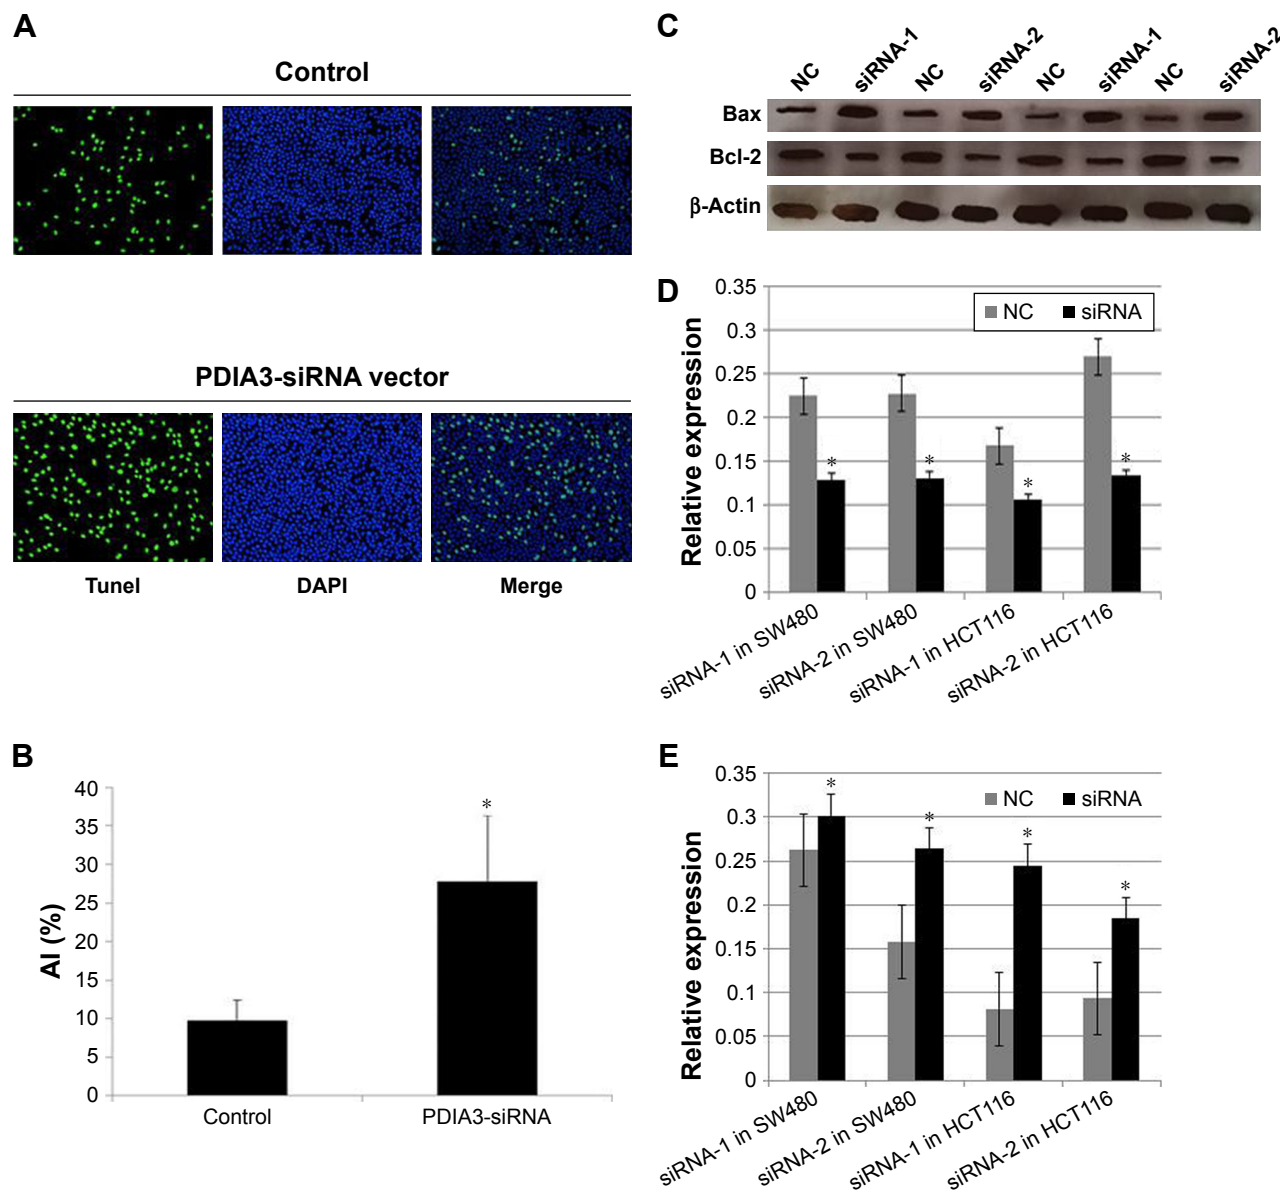 A
Control
PDIA3-siRNA vector
Tunel DAPI Merge
B
40
35
30
25
20
15
10
5
0
AI (%)
*
Control PDIA3-siRNA
C
NC siRNA-1 NC siRNA-2 NC siRNA-1 NC siRNA-2
Bax
Bcl-2
β-Actin
D
0.35
0.3
0.25
0.2
0.15
0.1
0.05
0
Relative expression
NC siRNA
* * * *
siRNA-1 in SW480
siRNA-2 in SW480
siRNA-1 in HCT116
siRNA-2 in HCT116
E
0.35
0.3
0.25
0.2
0.15
0.1
0.05
0
Relative expression
NC siRNA
* * * *
siRNA-1 in SW480
siRNA-2 in SW480
siRNA-1 in HCT116
siRNA-2 in HCT116